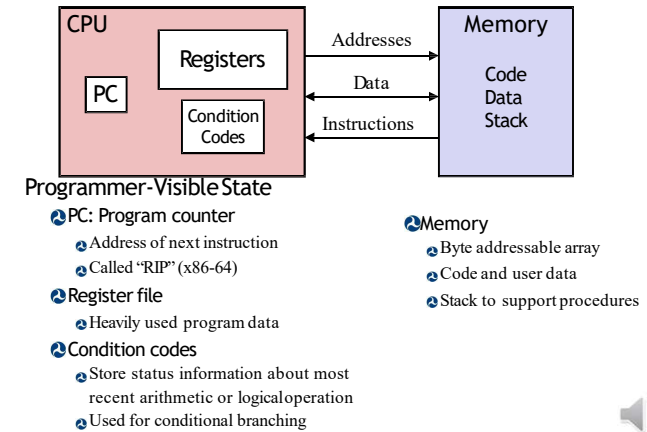 CPU
Registers
PC
Condition
Codes
Addresses
Data
Instructions
Memory
Code
Data
Stack
Programmer-Visible State
PC: Program counter
Address of next instruction
Called “RIP” (x86-64)
Register file
Heavily used program data
Condition codes
Store status information about most
recent arithmetic or logicaloperation
Used for conditional branching
Memory
Byte addressable array
Code and user data
Stack to support procedures